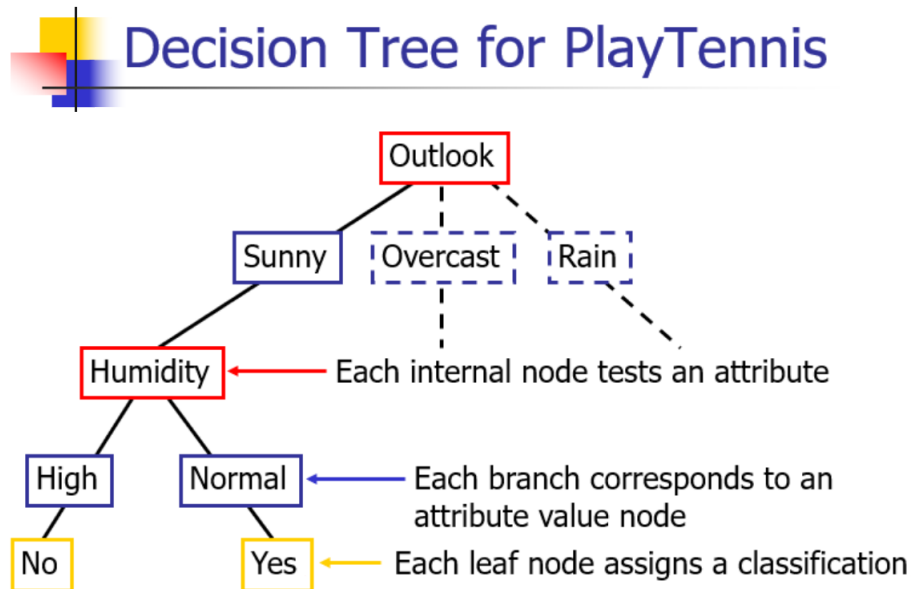 Decision Tree for PlayTennis
Outlook
Sunny Overcast Rain
Humidity Each internal node tests an attribute
High Normal Each branch corresponds to an
attribute value node
No Yes Each leaf node assigns a classification